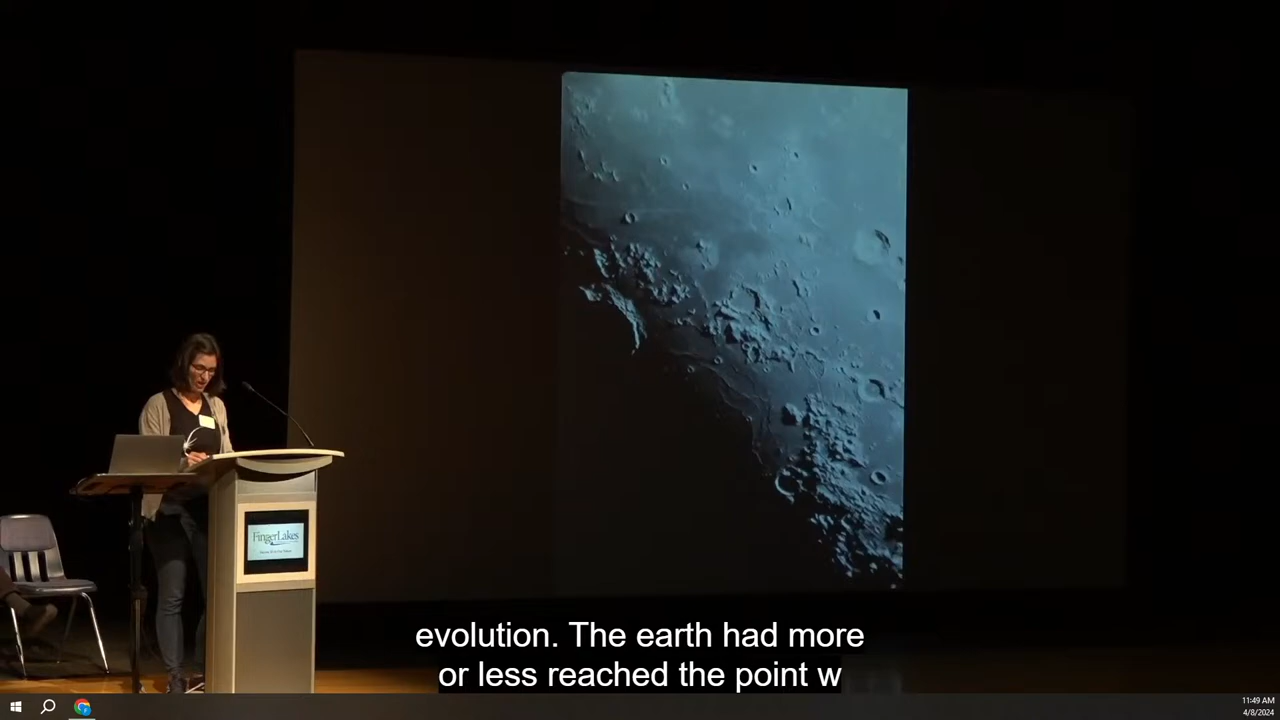 FingerLakes
evolution. The earth had more
or less reached the point w
11:49 AM
4/8/2024